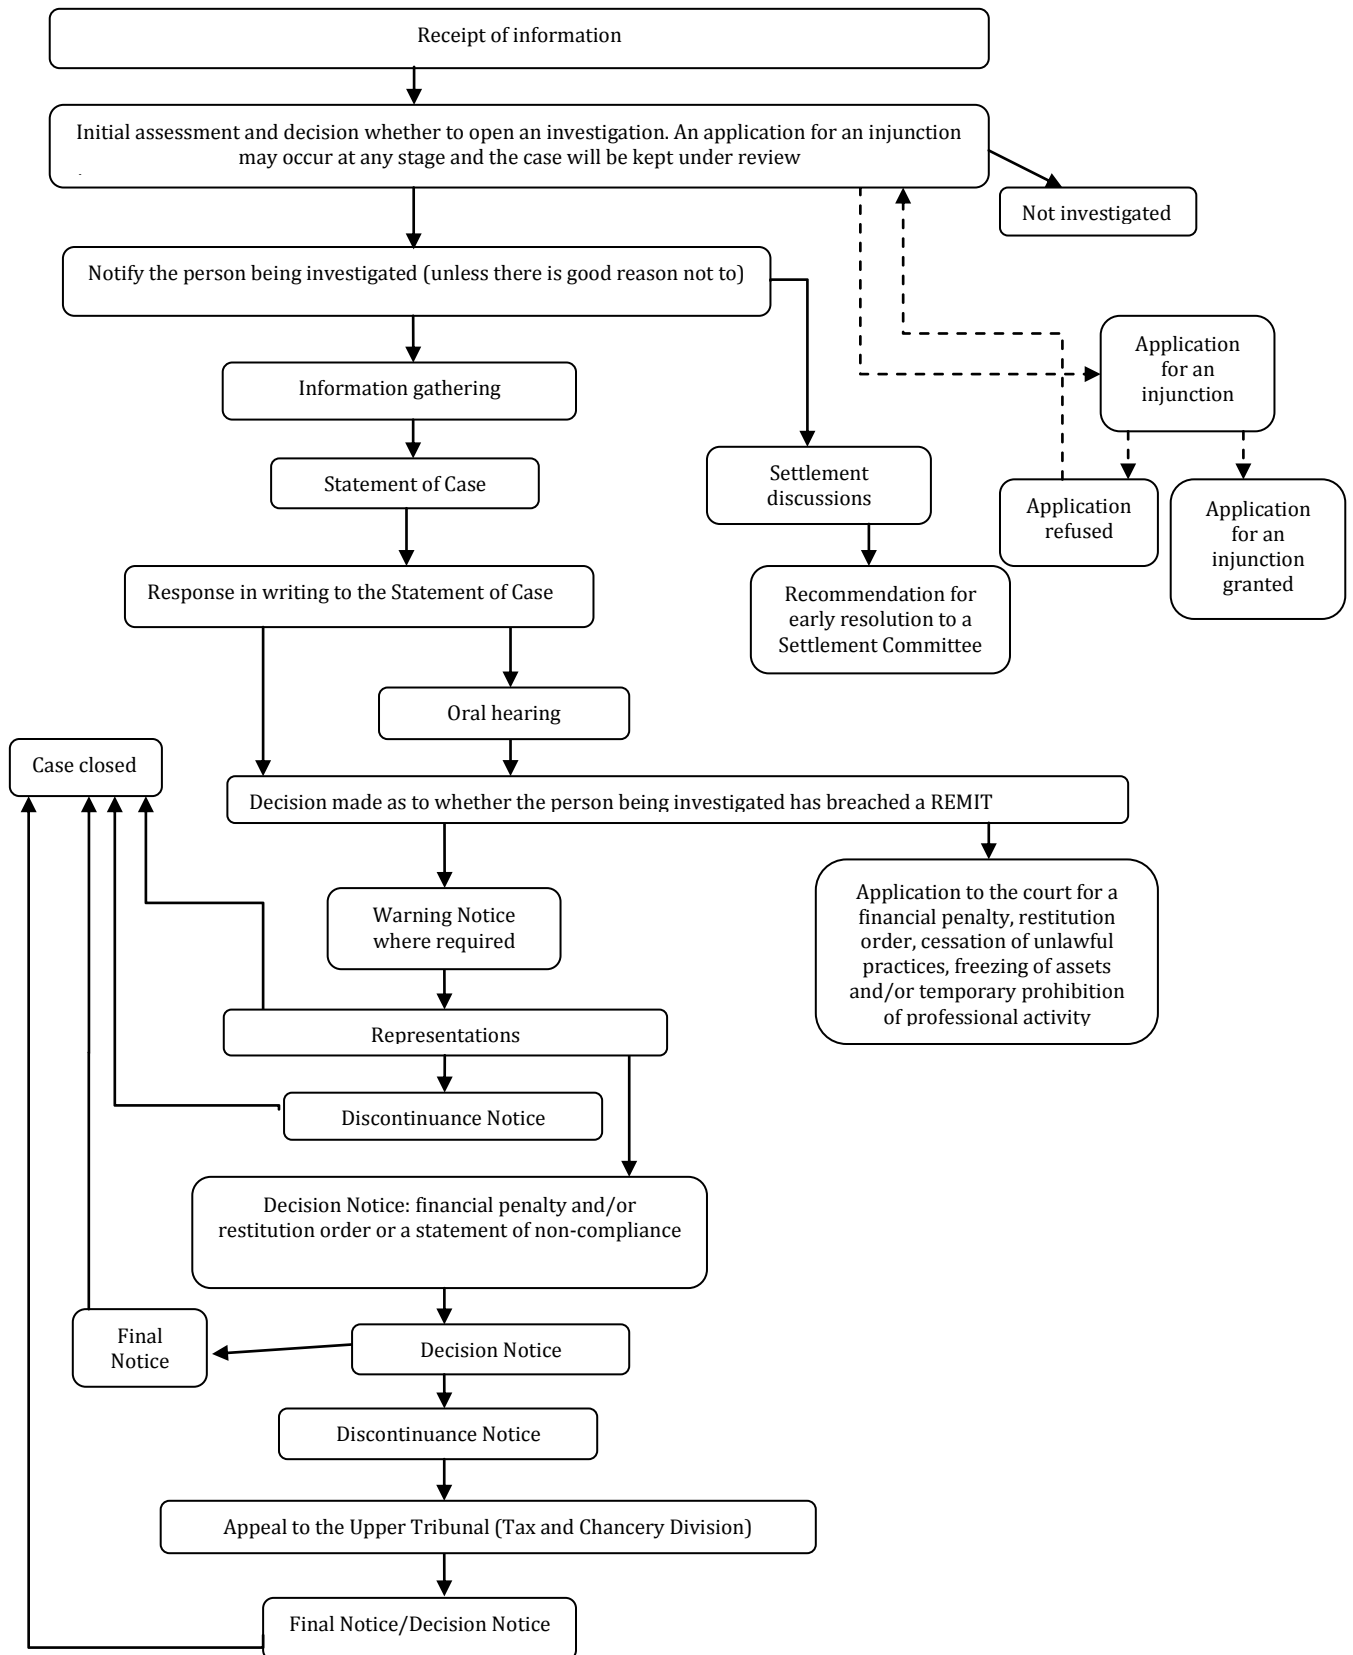 Receipt of information
Initial assessment and decision whether to open an investigation. An application for an injunction
may occur at any stage and the case will be kept under review
.
Not investigated
Notify the person being investigated (unless there is good reason not to)
Application
for an
injunction
Information gathering
Statement of Case
Settlement
discussions
Application
refused
Application
for an
injunction
granted
Response in writing to the Statement of Case
Recommendation for
early resolution to a
Settlement Committee
Oral hearing
Case closed
Decision made as to whether the person being investigated has breached a REMIT
Warning Notice
where required
Application to the court for a
financial penalty, restitution
order, cessation of unlawful
practices, freezing of assets
and/or temporary prohibition
of professional activity
Representations
Discontinuance Notice
Decision Notice: financial penalty and/or
restitution order or a statement of non-compliance
Final
Notice
Decision Notice
Discontinuance Notice
Appeal to the Upper Tribunal (Tax and Chancery Division)
Final Notice/Decision Notice